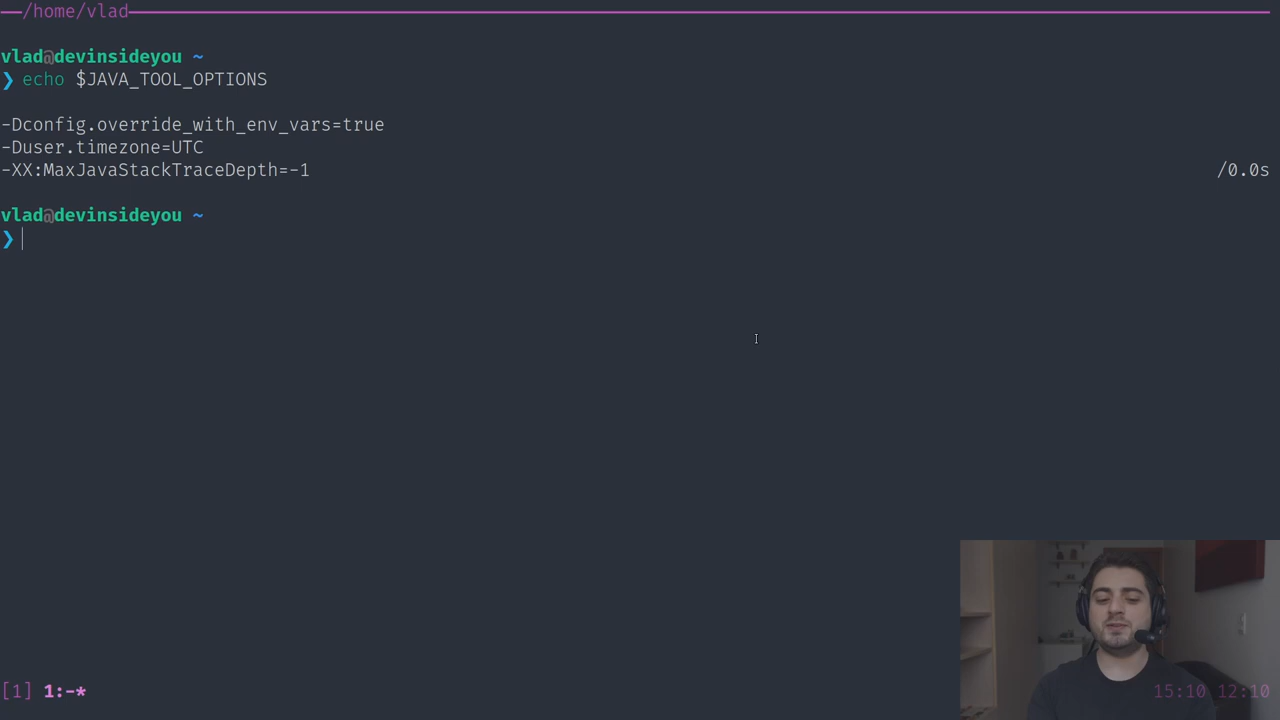 /home/vlad
vlad@devinsideyou ~
❯ echo $JAVA_TOOL_OPTIONS
-Dconfig.override_with_env_vars=true
-Duser.timezone=UTC
-XX:MaxJavaStackTraceDepth=-1 /0.0s
vlad@devinsideyou ~
❯
[1] 1:-* 15:10 12:10